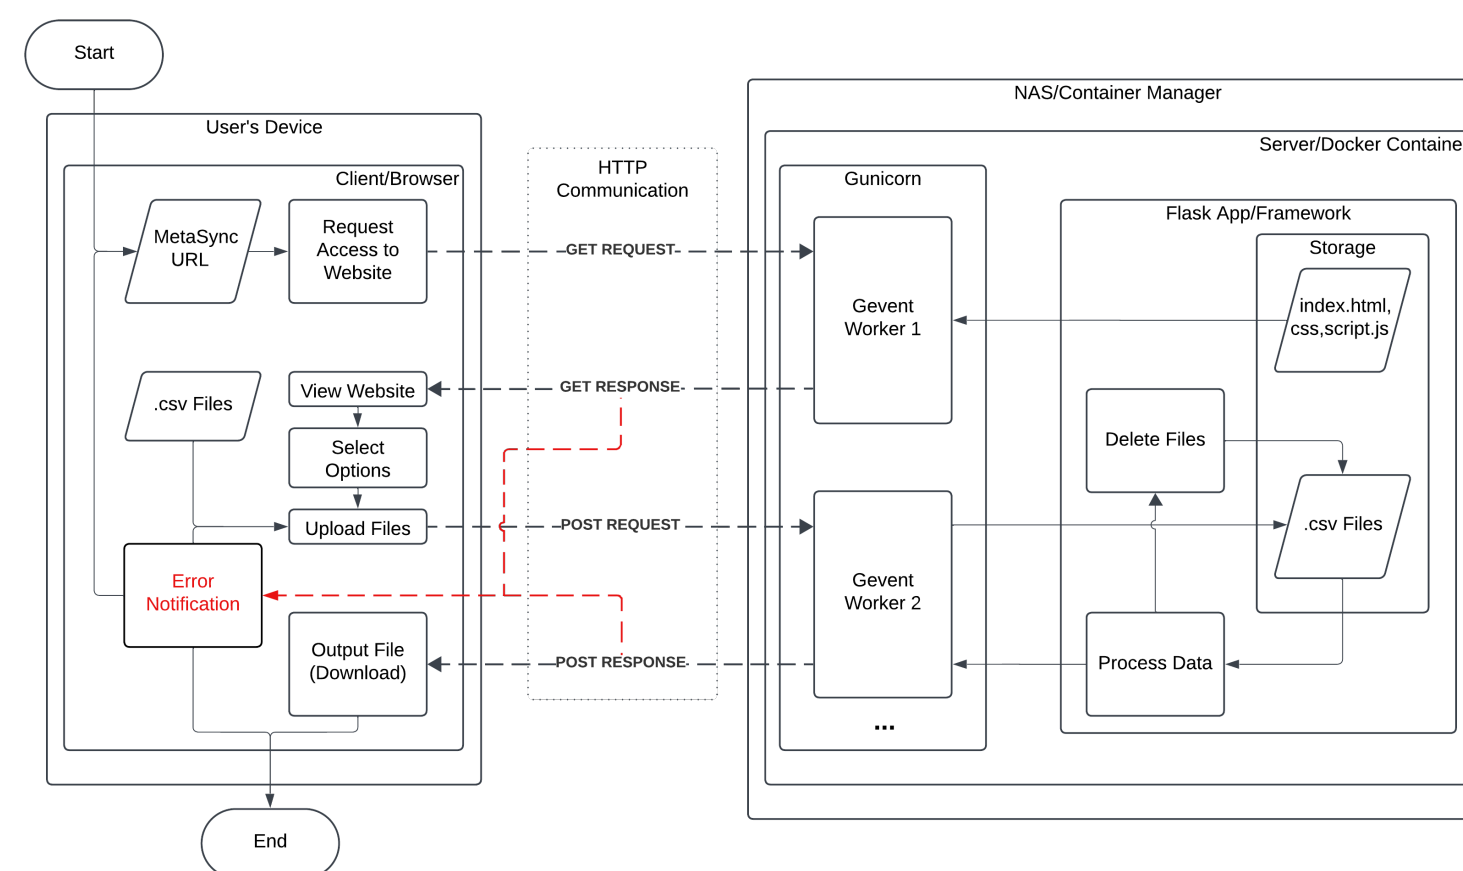 Start
User's Device
Client/Browser
MetaSync
URL
Request
Access to
Website
.csv Files
View Website
Select
Options
Upload Files
Error
Notification
Output File
(Download)
End
HTTP
Communication
GET REQUEST
GET RESPONSE
POST REQUEST
POST RESPONSE
NAS/Container Manager
Server/Docker Containe
Gunicorn
Gevent
Worker 1
Gevent
Worker 2
...
Flask App/Framework
Storage
index.html,
css,script.js
Delete Files
.csv Files
Process Data